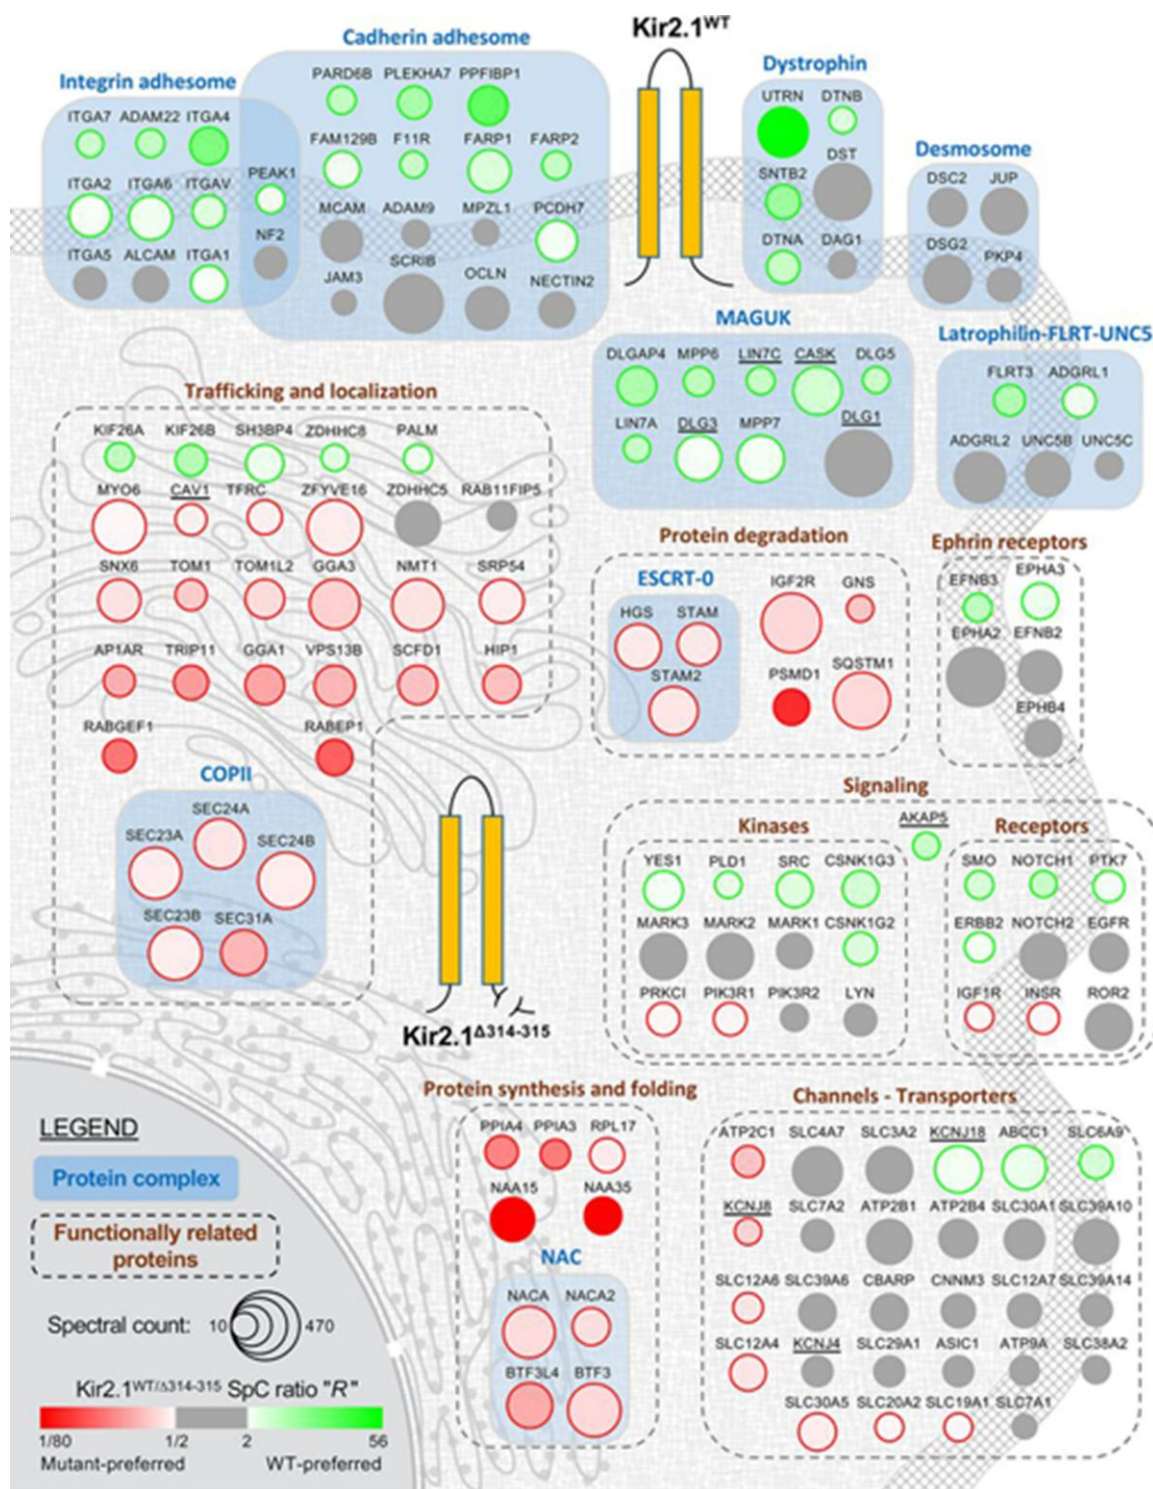 Kir2.1WT
Cadherin adhesome
Integrin adhesome
Dystrophin
PARD6B PLEKHA7 PPFIBP1
UTRN DTNB
ITGA7 ADAM22 ITGA4
FAM129B F11R FARP1 FARP2
DST
Desmosome
PEAK1
SNTB2
DSC2 JUP
ITGA2 ITGA6 ITGAV
MCAM ADAM9 MPZL1 PCDH7
NF2
DTNA DAG1
ITGA5 ALCAM ITGA1
SCRIB
DSG2 PKP4
JAM3 OCLN NECTIN2
MAGUK
Latrophilin-FLRT-UNC5
DLGAP4 MPP6 LIN7C CASK DLG5
FLRT3 ADGRL1
LIN7A DLG3 MPP7 DLG1
ADGRL2 UNC5B UNC5C
Trafficking and localization
KIF26A KIF26B SH3BP4 ZDHHC8 PALM
MYO6 CAV1 TFRC ZFYVE16 ZDHHC5 RAB11FIP5
SNX6 TOM1 TOM1L2 GGA3 NMT1 SRP54
AP1AR TRIP11 GGA1 VPS13B SCFD1 HIP1
RABGEF1 RABEP1
COPII
SEC24A
SEC23A SEC24B
SEC23B SEC31A
Protein degradation
ESCRT-0
IGF2R GNS
HGS STAM
STAM2
PSMD1 SQSTM1
Ephrin receptors
EFNB3 EPHA3
EPHA2 EFNB2
EPHB4
Kir2.1Δ314-315
Signaling
AKAP5
Kinases
YES1 PLD1 SRC CSNK1G3
MARK3 MARK2 MARK1 CSNK1G2
PRKCI PIK3R1 PIK3R2 LYN
Receptors
SMO NOTCH1 PTK7
ERBB2 NOTCH2 EGFR
IGF1R INSR ROR2
Protein synthesis and folding
PPIA4 PPIA3 RPL17
NAA15 NAA35
NAC
NACA NACA2
BTF3L4 BTF3
Channels - Transporters
ATP2C1 SLC4A7 SLC3A2 KCNJ18 ABCC1 SLC6A9
KCNJ8 SLC7A2 ATP2B1 ATP2B4 SLC30A1 SLC39A10
SLC12A6 SLC39A6 CBARP CNNM3 SLC12A7 SLC39A14
SLC12A4 KCNJ4 SLC29A1 ASIC1 ATP9A SLC38A2
SLC30A5 SLC20A2 SLC19A1 SLC7A1
LEGEND
Protein complex
Functionally related
proteins
Spectral count: 10 470
Kir2.1WT/Δ314-315 SpC ratio "R"
1/80 1/2 2 56
Mutant-preferred WT-preferred